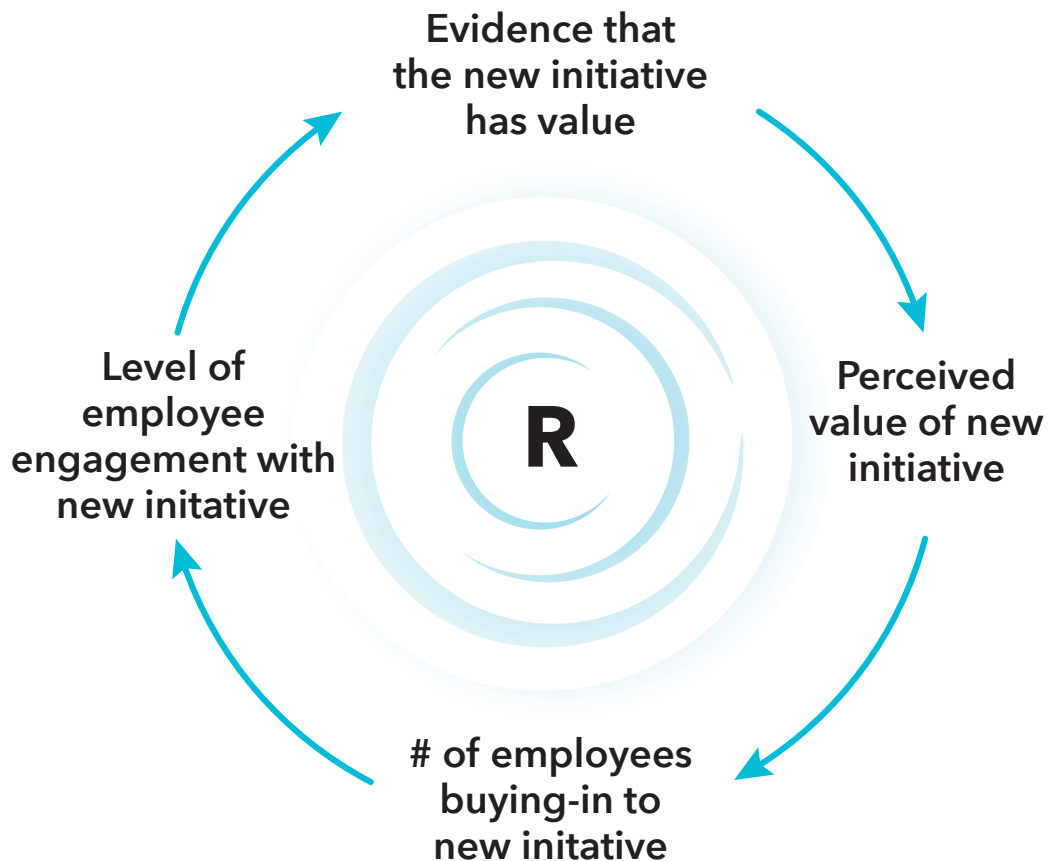 Evidence that
the new initiative
has value
Perceived
value of new
initiative
# of employees
buying-in to
new initative
Level of
employee
engagement with
new initative
R